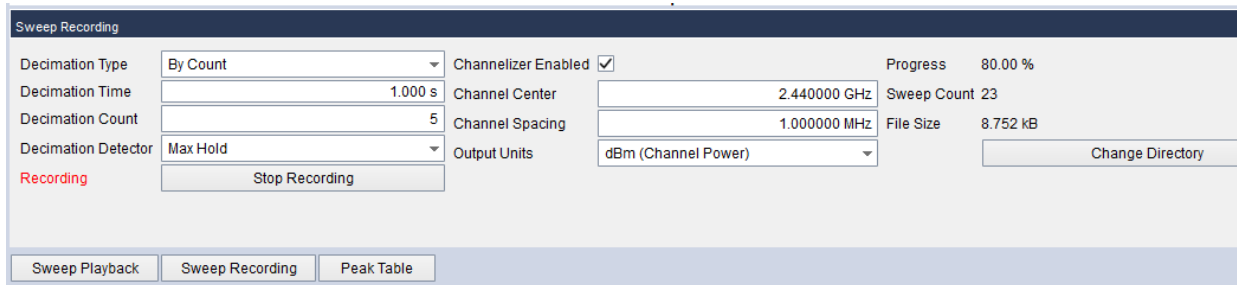 Sweep Recording
Decimation Type By Count Channelizer Enabled Progress 80.00 %
Decimation Time 1.000 s Channel Center 2.440000 GHz Sweep Count 23
Decimation Count 5 Channel Spacing 1.000000 MHz File Size 8.752 kB
Decimation Detector Max Hold Output Units dBm (Channel Power) Change Directory
Recording Stop Recording
Sweep Playback Sweep Recording Peak Table